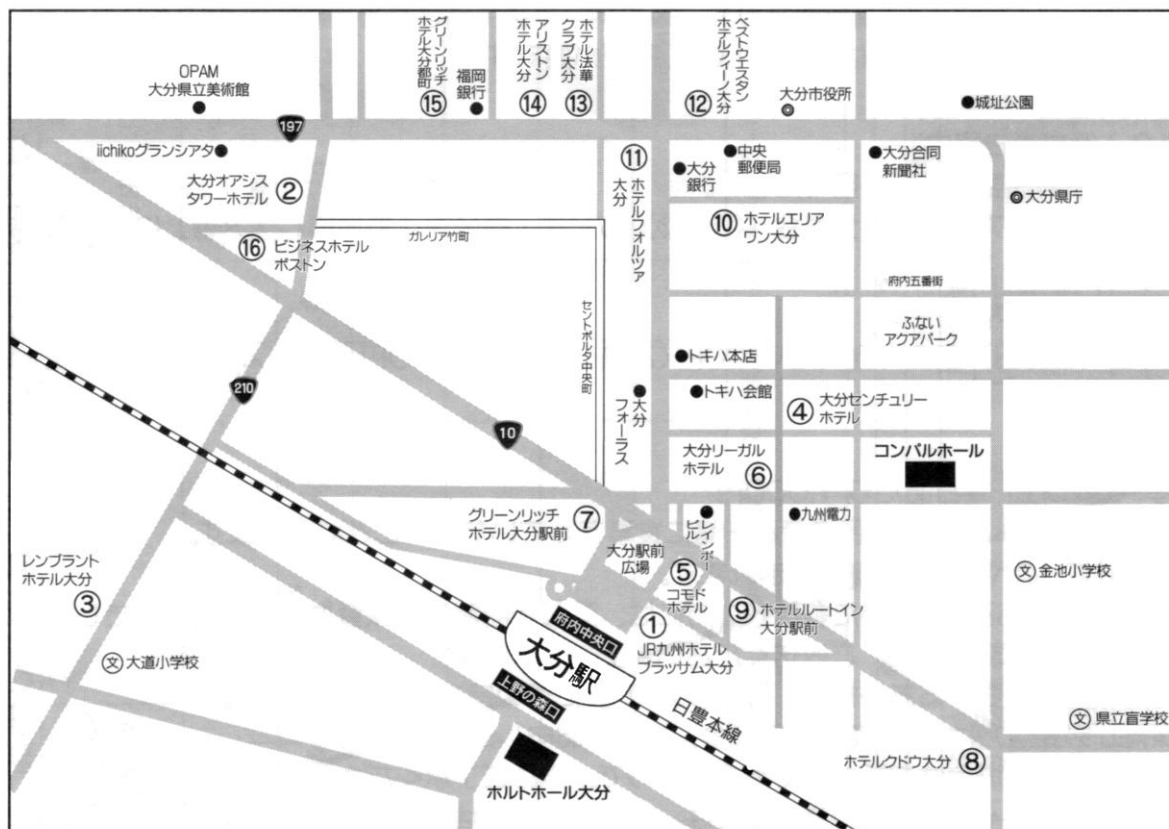 OPAM
大分県立美術館
グリーンリッチ
ホテル大分都町
⑮
福岡
銀行
アリストン
ホテル大分
⑭
ホテル法華
クラブ大分
⑬
ベストウエスタン
ホテルフィーノ大分
⑫
大分市役所
城址公園
197
iichikoグランシアタ
大分オアシス
タワーホテル
②
⑪
ホテルフォルツァ
大分
大分
銀行
中央
郵便局
大分合同
新聞社
大分県庁
⑩
ホテルエリア
ワン大分
⑯
ビジネスホテル
ボストン
ガレリア竹町
府内五番街
セントポルタ中央町
ふない
アクアパーク
トキハ本店
トキハ会館
210
大分
フォーラス
④
大分センチュリー
ホテル
10
大分リーガル
ホテル
⑥
コンパルホール
グリーンリッチ
ホテル大分駅前
⑦
レインボー
ビル
九州電力
大分駅前
広場
⑤
コモド
ホテル
レンブラント
ホテル大分
③
文 金池小学校
⑨
ホテルルートイン
大分駅前
府内中央口
①
JR九州ホテル
ブラッサム大分
大分駅
文 大道小学校
上野の森口
日豊本線
文 県立盲学校
ホテルクドウ大分
⑧
ホルトホール大分